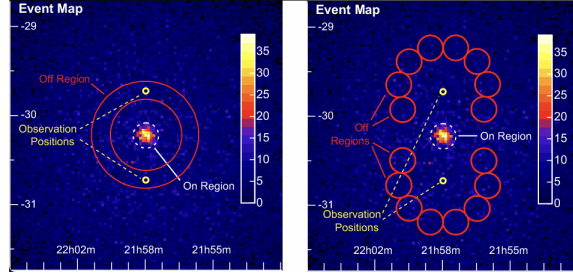 Event Map
-29
Off Region
-30
Observation
Positions
On Region
-31
22h02m
21h58m
21h55m
35
30
25
20
15
10
5
0
Event Map
-29
-30
Off
Regions
On Region
-31
Observation
Positions
22h02m
21h58m
21h55m
35
30
25
20
15
10
5
0